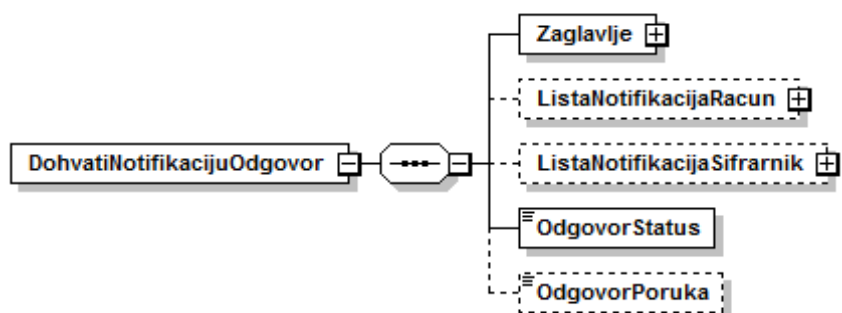 Zaglavlje
ListaNotifikacijaRacun
DohvatiNotifikacijuOdgovor
ListaNotifikacijaSifrarnik
OdgovorStatus
OdgovorPoruka